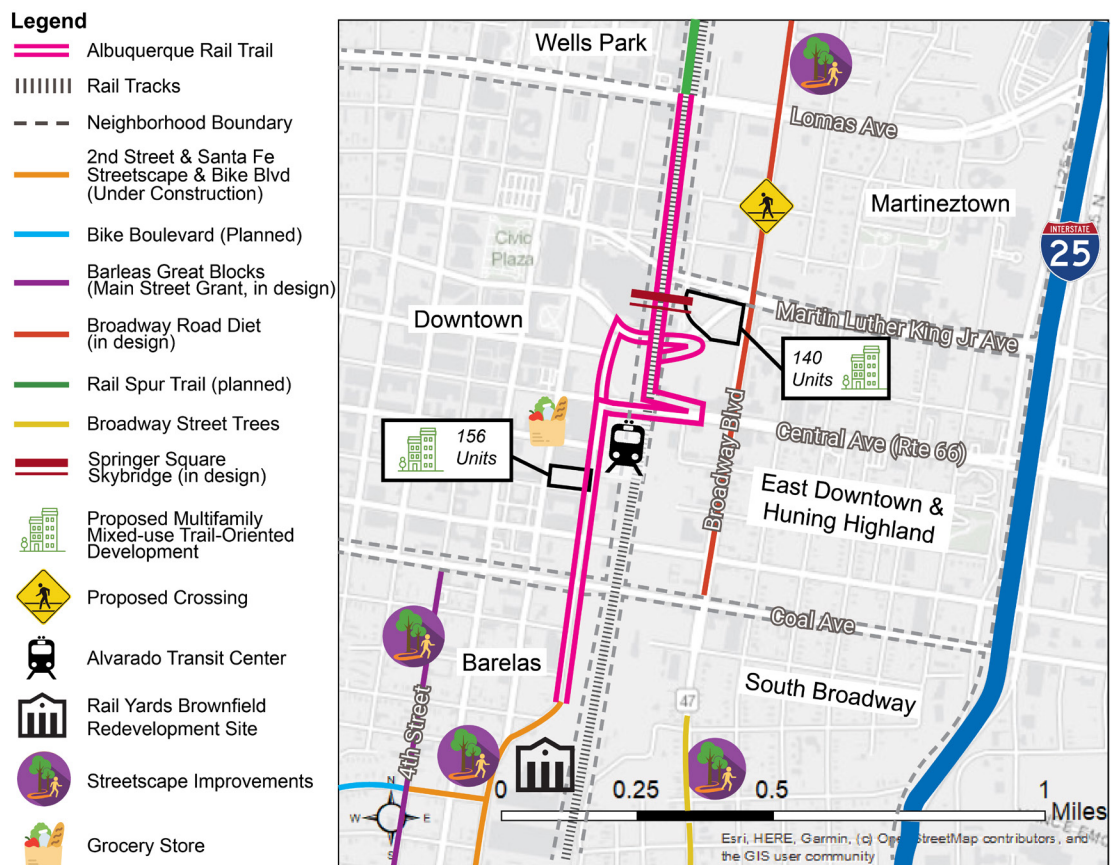 Legend
Albuquerque Rail Trail
Rail Tracks
Neighborhood Boundary
2nd Street & Santa Fe
Streetscape & Bike Blvd
(Under Construction)
Bike Boulevard (Planned)
Barleas Great Blocks
(Main Street Grant, in design)
Broadway Road Diet
(in design)
Rail Spur Trail (planned)
Broadway Street Trees
Springer Square
Skybridge (in design)
Proposed Multifamily
Mixed-use Trail-Oriented
Development
Proposed Crossing
Alvarado Transit Center
Rail Yards Brownfield
Redevelopment Site
Streetscape Improvements
Grocery Store
Wells Park
Lomas Ave
Martineztown
I 25 S
INTERSTATE
25
Civic
Plaza
Downtown
Martin Luther King Jr Ave
140
Units
156
Units
Broadway Blvd
Central Ave (Rte 66)
East Downtown &
Huning Highland
Coal Ave
Barelas
South Broadway
47
4th Street
N
W
E
S
0
0.25
0.5
1
Miles
Esri, HERE, Garmin, (c) OpenStreetMap contributors, and
the GIS user community